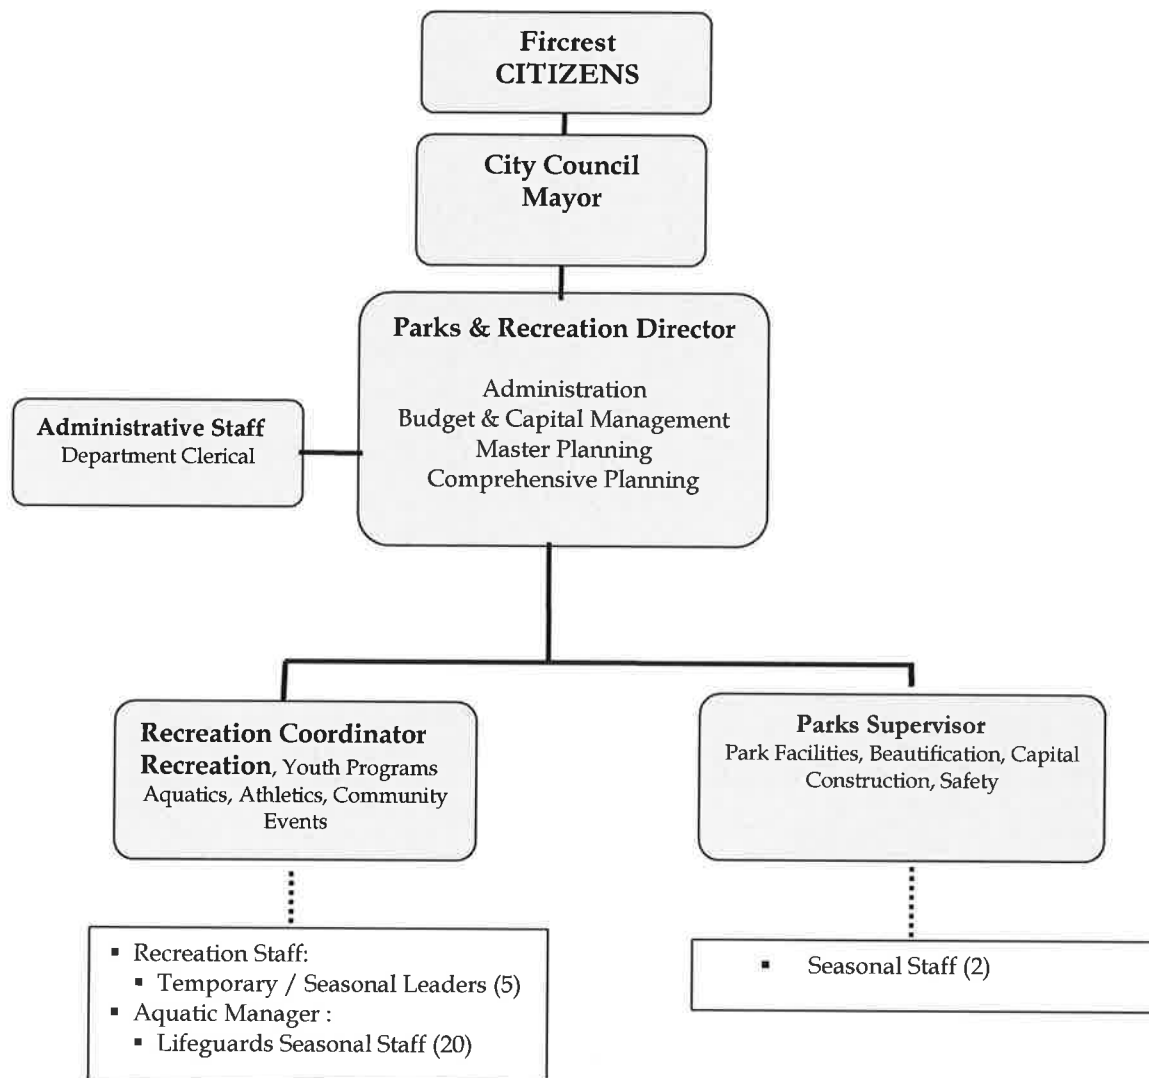 Fircrest
CITIZENS
City Council
Mayor
Parks & Recreation Director
Administration
Budget & Capital Management
Master Planning
Comprehensive Planning
Administrative Staff
Department Clerical
Recreation Coordinator
Recreation, Youth Programs
Aquatics, Athletics, Community
Events
Parks Supervisor
Park Facilities, Beautification, Capital
Construction, Safety
▪ Recreation Staff:
▪ Temporary / Seasonal Leaders (5)
▪ Aquatic Manager :
▪ Lifeguards Seasonal Staff (20)
▪ Seasonal Staff (2)